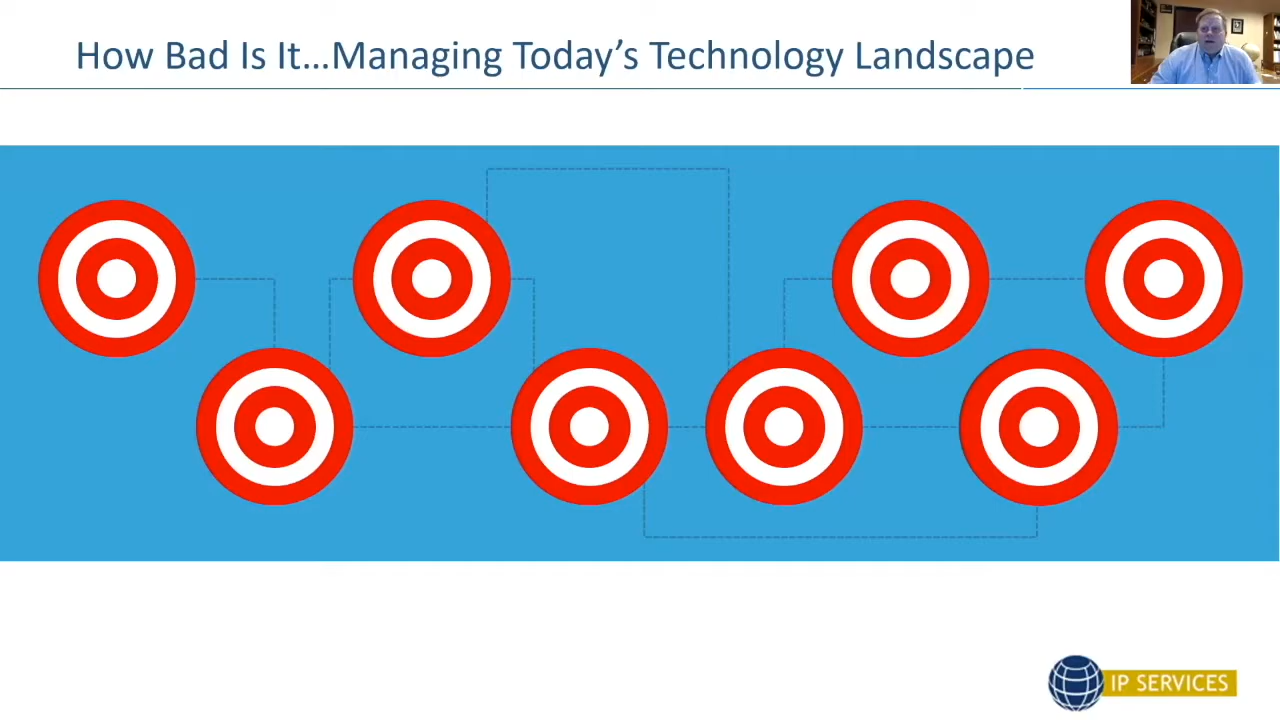 How Bad Is It…Managing Today’s Technology Landscape
IP SERVICES